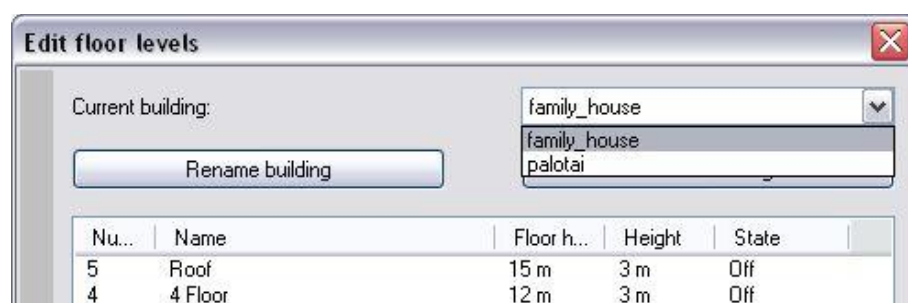 Edit floor levels
Current building: family_house
family_house
palotai
Rename building
Nu... Name Floor h... Height State
5 Roof 15 m 3 m Off
4 4 Floor 12 m 3 m Off